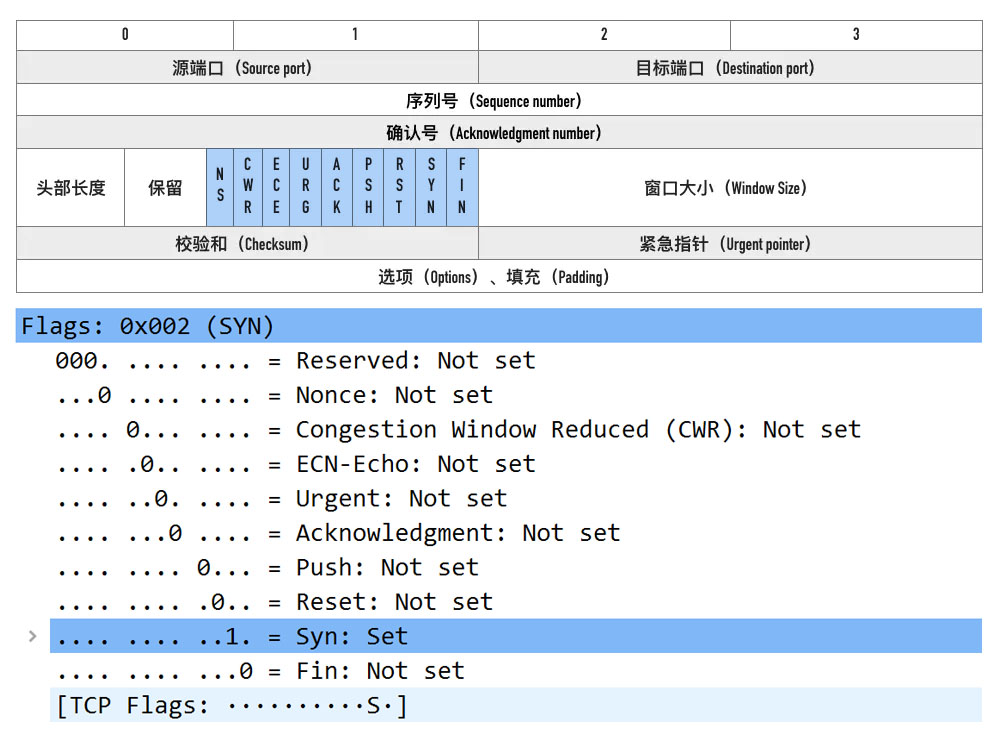 0 1 2 3
源端口（Source port） 目标端口（Destination port）
序列号（Sequence number）
确认号（Acknowledgment number）
头部长度 保留 NS CWR ECE URG ACK PSH RST SYN FIN 窗口大小（Window Size）
校验和（Checksum） 紧急指针（Urgent pointer）
选项（Options）、填充（Padding）
Flags: 0x002 (SYN)
000. .... .... = Reserved: Not set
...0 .... .... = Nonce: Not set
.... 0... .... = Congestion Window Reduced (CWR): Not set
.... .0.. .... = ECN-Echo: Not set
.... ..0. .... = Urgent: Not set
.... ...0 .... = Acknowledgment: Not set
.... .... 0... = Push: Not set
.... .... .0.. = Reset: Not set
.... .... ..1. = Syn: Set
.... .... ...0 = Fin: Not set
[TCP Flags: ··········S·]